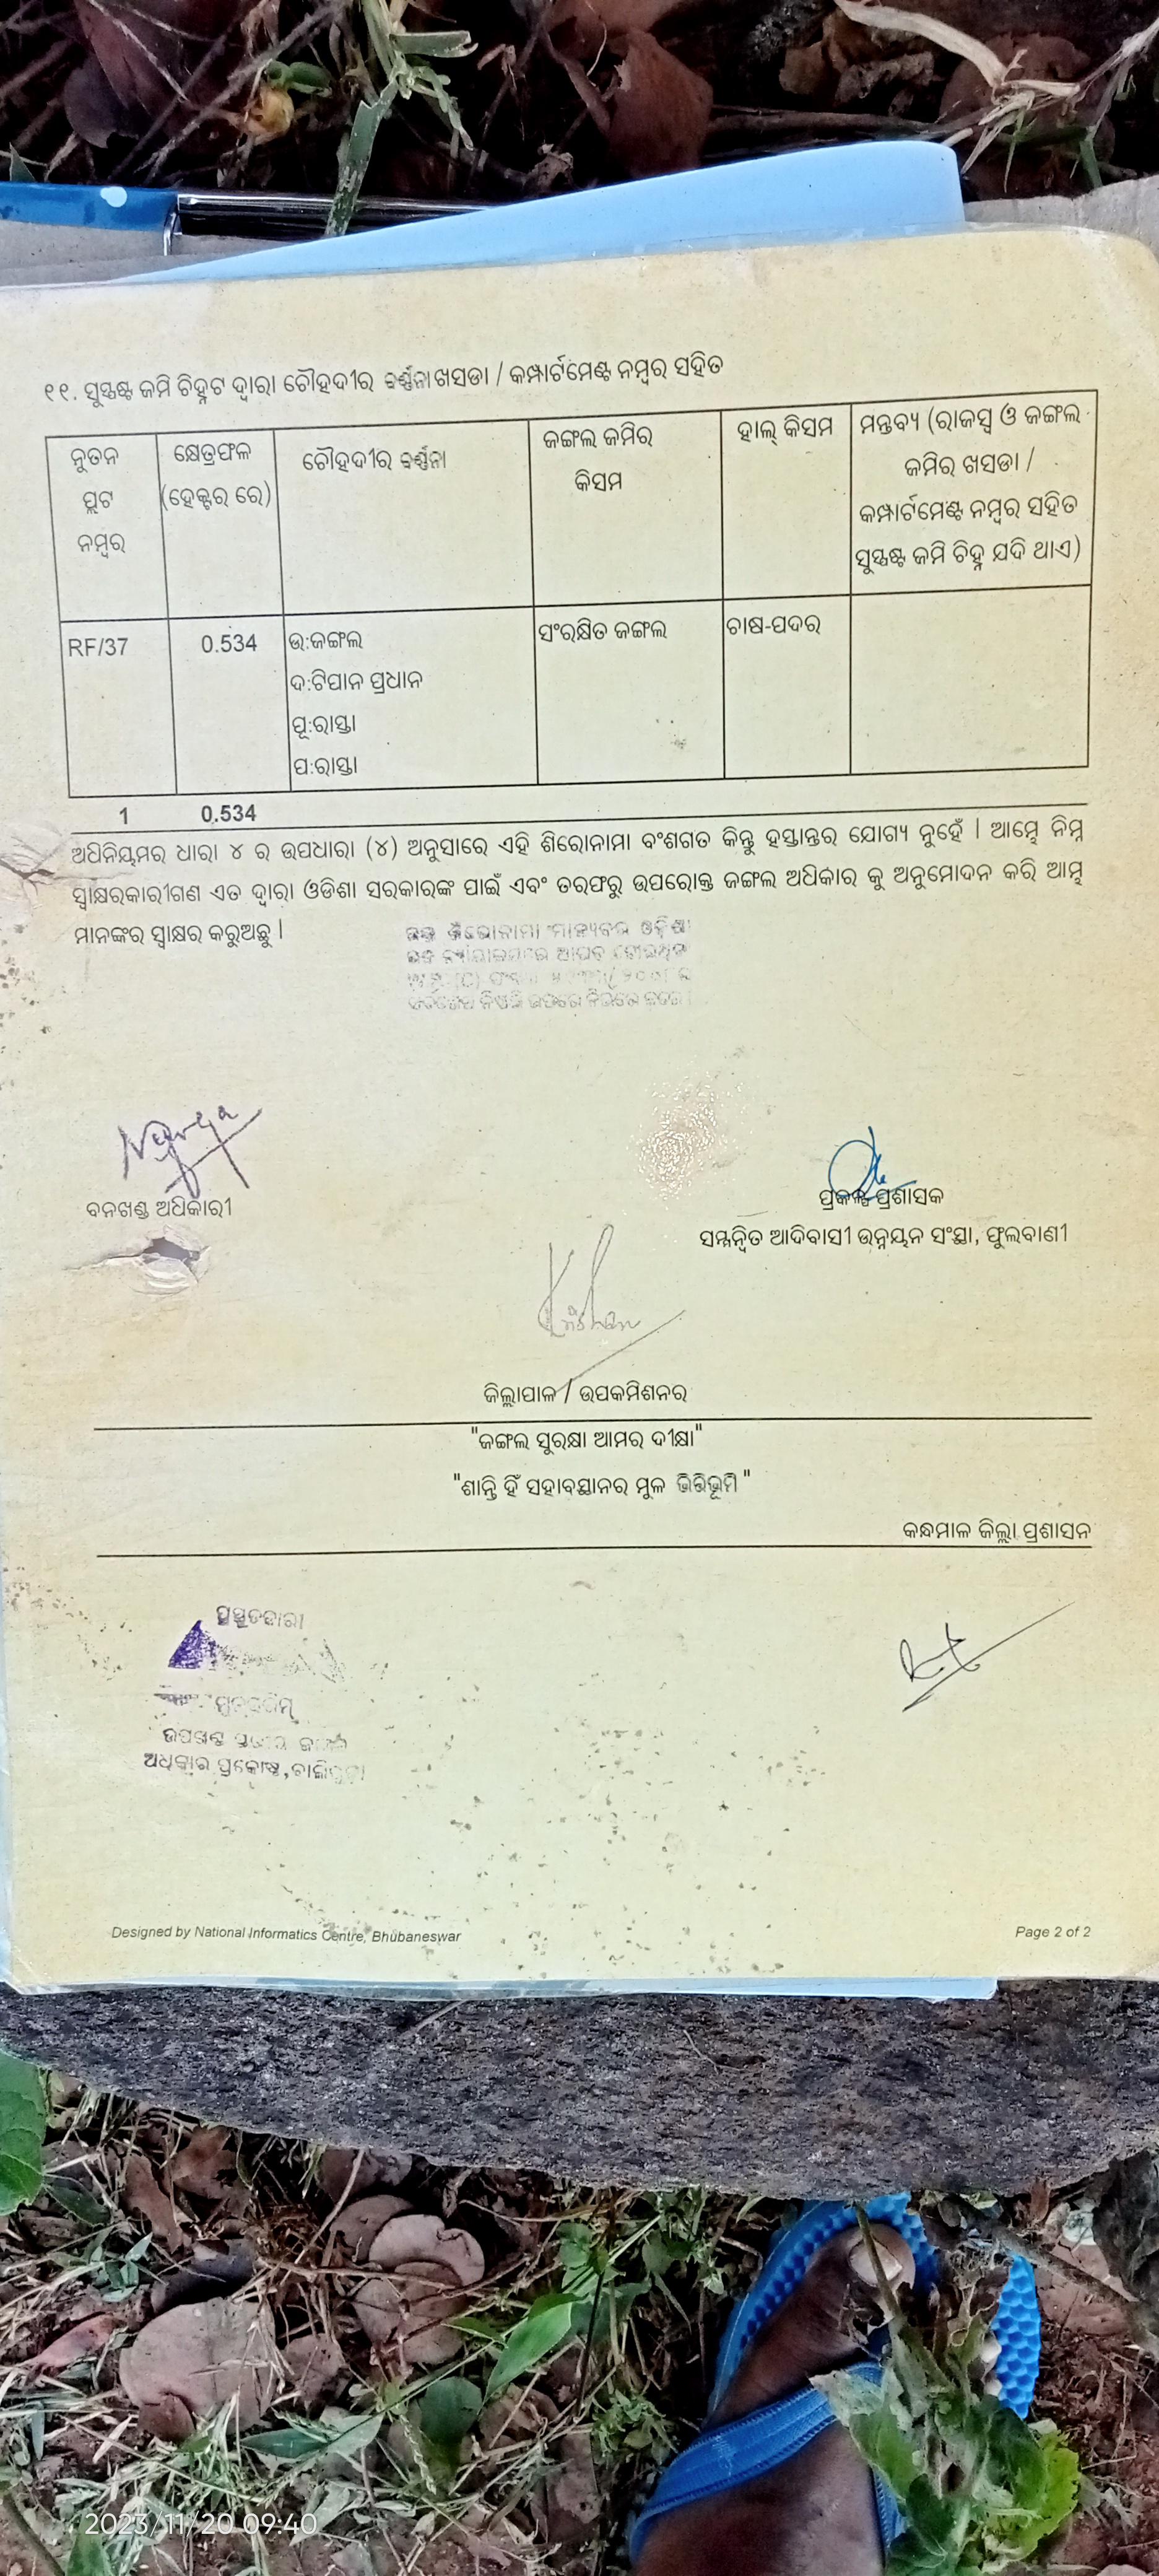 ୧୧. ସୁସ୍ପଷ୍ଟ ଜମି ଚିହ୍ନଟ ଦ୍ୱାରା ଚୌହଦୀର ବର୍ଣ୍ଣନା ଖସଡା / କମ୍ପାର୍ଟମେଣ୍ଟ ନମ୍ବର ସହିତ
ନୁତନ ପ୍ଲଟ ନମ୍ବର
କ୍ଷେତ୍ରଫଳ (ହେକ୍ଟର ରେ)
ଚୌହଦୀର ବର୍ଣ୍ଣନା
ଜଙ୍ଗଲ ଜମିର କିସମ
ହାଲ୍ କିସମ
ମନ୍ତବ୍ୟ (ରାଜସ୍ୱ ଓ ଜଙ୍ଗଲ ଜମିର ଖସଡା / କମ୍ପାର୍ଟମେଣ୍ଟ ନମ୍ବର ସହିତ ସୁସ୍ପଷ୍ଟ ଜମି ଚିହ୍ନ ଯଦି ଥାଏ)
RF/37 0.534 ଉ:ଜଙ୍ଗଲ ସଂରକ୍ଷିତ ଜଙ୍ଗଲ ଚାଷ-ପଦର
ଦ:ଟିପାନ ପ୍ରଧାନ
ପୂ:ରାସ୍ତା
ପ:ରାସ୍ତା
1 0.534
ଅଧିନିୟମର ଧାରା ୪ ର ଉପଧାରା (୪) ଅନୁସାରେ ଏହି ଶିରୋନାମା ବଂଶଗତ କିନ୍ତୁ ହସ୍ତାନ୍ତର ଯୋଗ୍ୟ ନୁହେଁ । ଆମ୍ଭେ ନିମ୍ନ
ସ୍ୱାକ୍ଷରକାରୀଗଣ ଏତ ଦ୍ୱାରା ଓଡିଶା ସରକାରଙ୍କ ପାଇଁ ଏବଂ ତରଫରୁ ଉପରୋକ୍ତ ଜଙ୍ଗଲ ଅଧିକାର କୁ ଅନୁମୋଦନ କରି ଆମ୍ଭ
ମାନଙ୍କର ସ୍ୱାକ୍ଷର କରୁଅଛୁ ।
ବନଖଣ୍ଡ ଅଧିକାରୀ
ପ୍ରକଳ୍ପ ପ୍ରଶାସକ
ସମ୍ମନ୍ୱିତ ଆଦିବାସୀ ଉନ୍ନୟନ ସଂସ୍ଥା, ଫୁଲବାଣୀ
ଜିଲ୍ଲାପାଳ / ଉପକମିଶନର
"ଜଙ୍ଗଲ ସୁରକ୍ଷା ଆମର ଦୀକ୍ଷା"
"ଶାନ୍ତି ହିଁ ସହାବସ୍ଥାନର ମୁଳ ଭିତ୍ତିଭୂମି "
କନ୍ଧମାଳ ଜିଲ୍ଲା ପ୍ରଶାସନ
ପ୍ରସ୍ତୁତକାରୀ
ଉପଖଣ୍ଡ
ଅଧିକାର ପ୍ରକୋଷ୍ଠ,
Designed by National Informatics Centre, Bhubaneswar
Page 2 of 2
2023/11/20 09:40